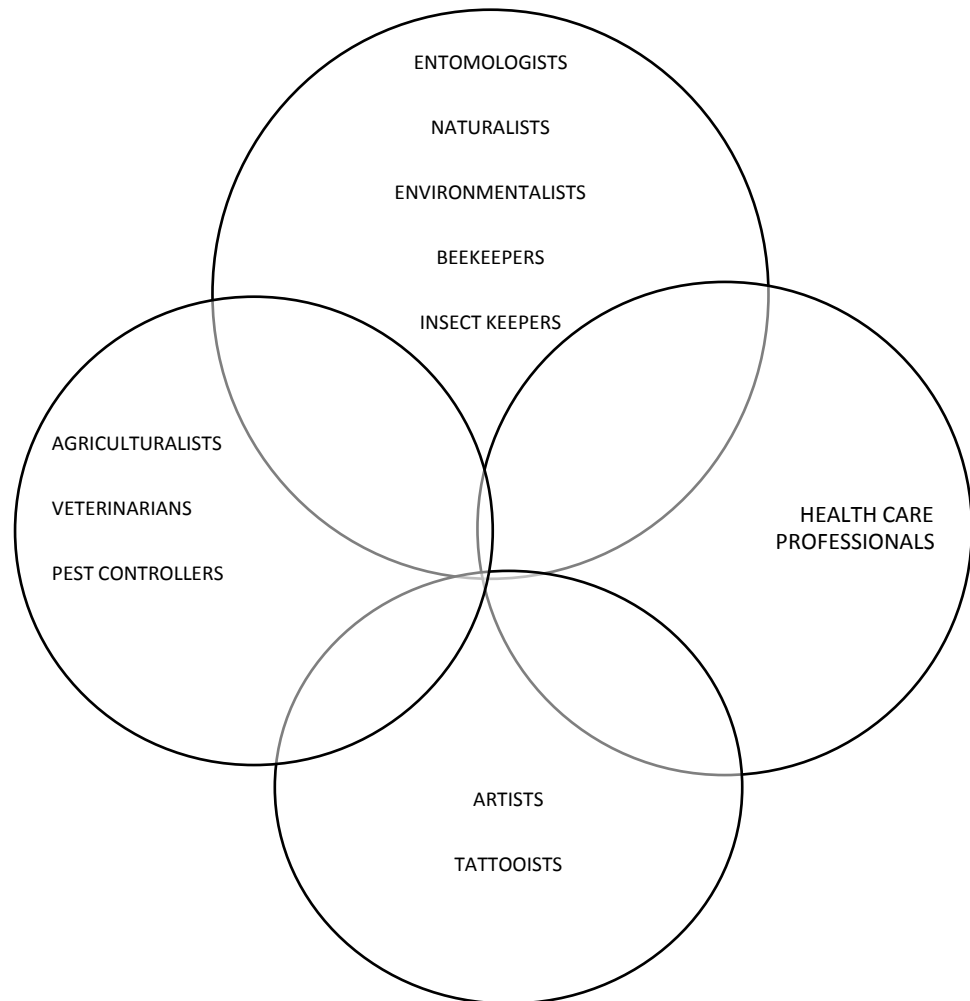 ENTOMOLOGISTS
NATURALISTS
ENVIRONMENTALISTS
BEEKEEPERS
INSECT KEEPERS
AGRICULTURALISTS
VETERINARIANS
PEST CONTROLLERS
HEALTH CARE
PROFESSIONALS
ARTISTS
TATTOOISTS